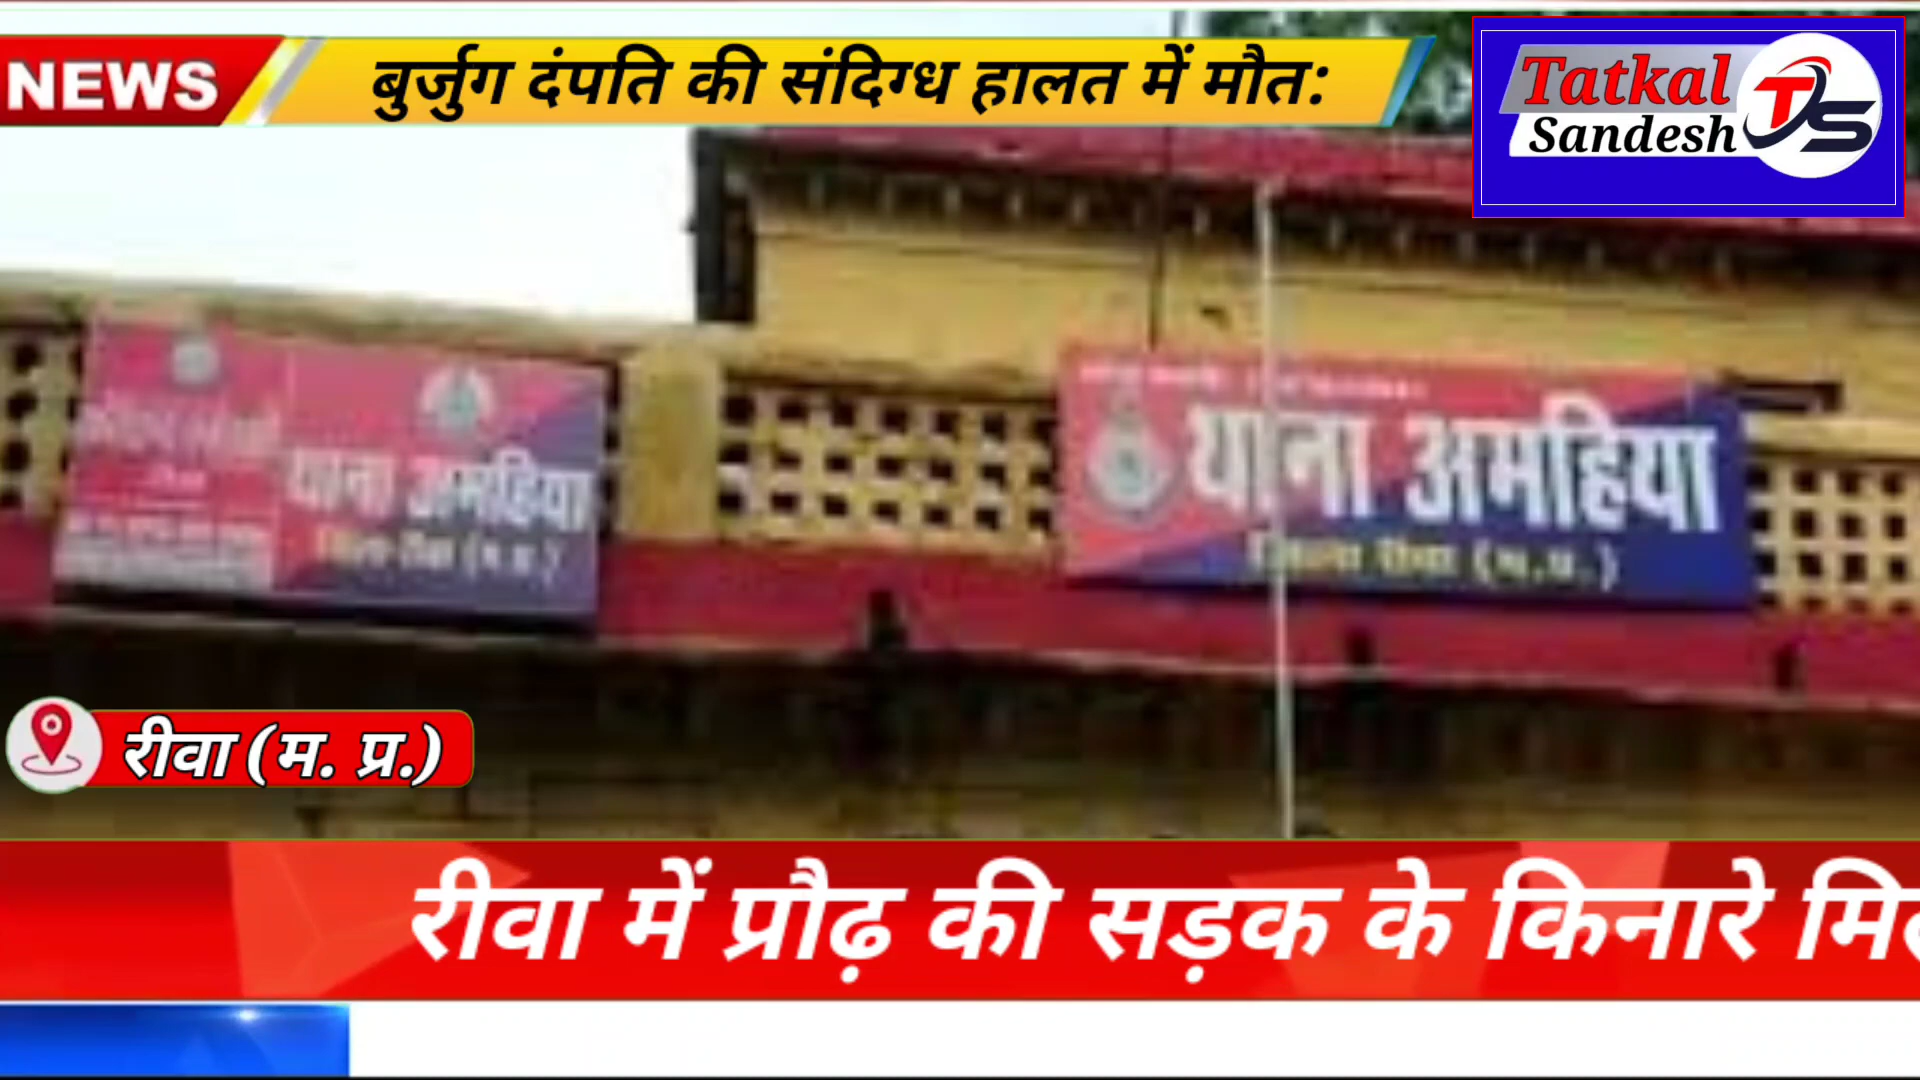 NEWS
बुर्जुग दंपति की संदिग्ध हालत में मौत:
Tatkal
Sandesh
TS
थाना अमहिया
थाना अमहिया
जिला रीवा (म.प्र.)
जिला रीवा (म.प्र.)
रीवा (म. प्र.)
रीवा में प्रौढ़ की सड़क के किनारे